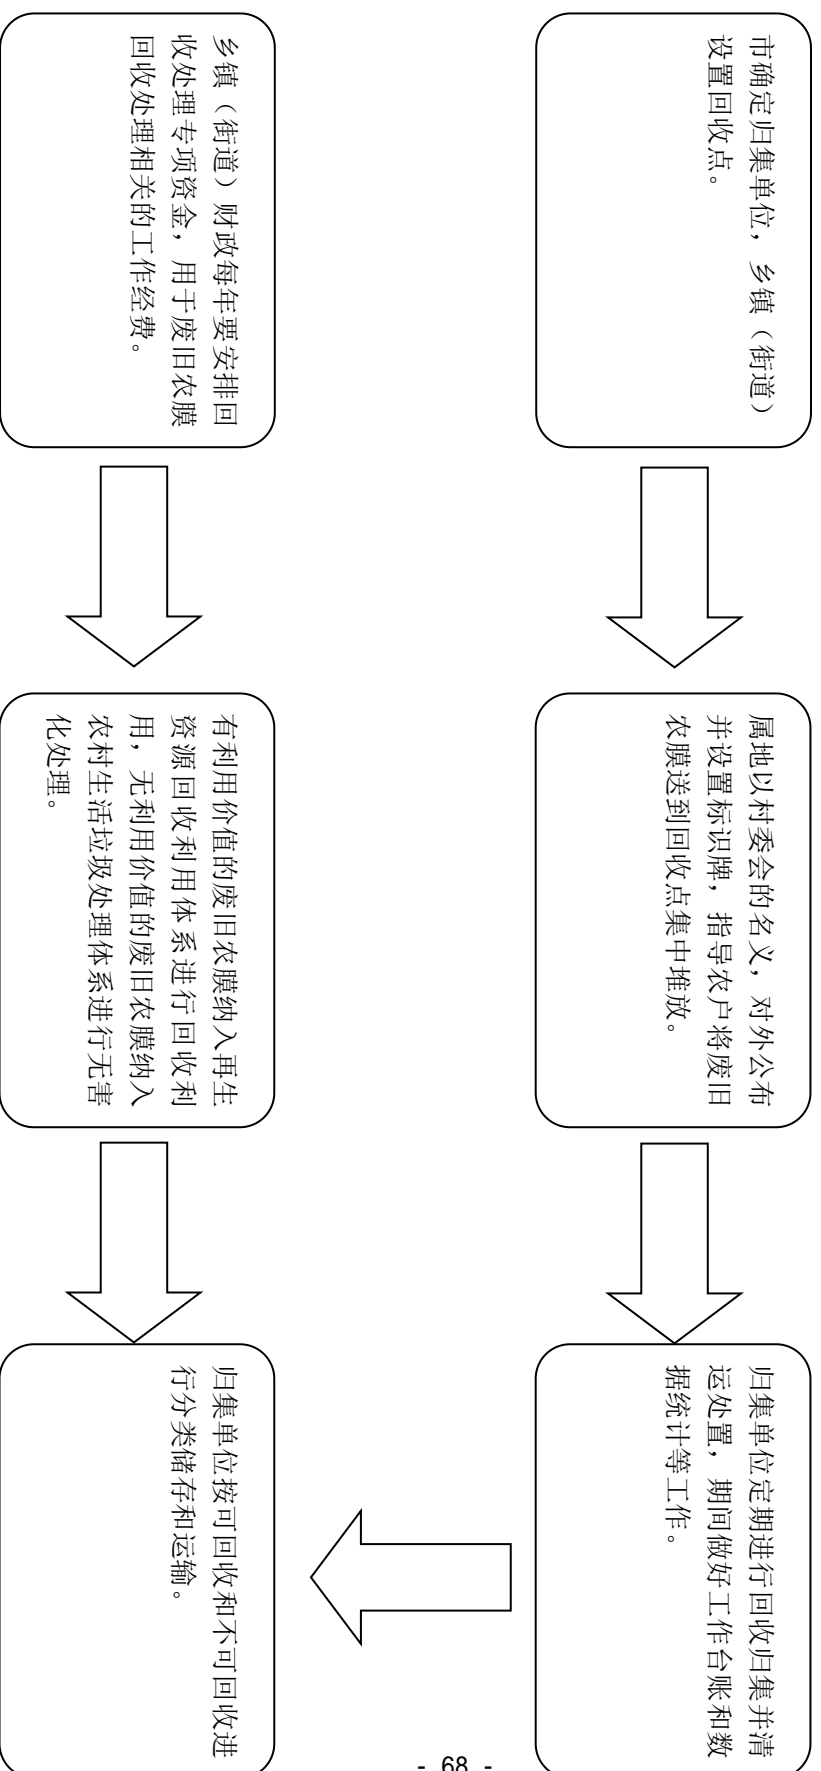 市确定归集单位，乡镇（街道）
设置回收点。
属地以村委会的名义，对外公布
并设置标识牌，指导农户将废旧
农膜送到回收点集中堆放。
归集单位定期进行回收归集并清
运处置，期间做好工作台账和数
据统计等工作。
乡镇（街道）财政每年要安排回
收处理专项资金，用于废旧农膜
回收处理相关的工作经费。
有利用价值的废旧农膜纳入再生
资源回收利用体系进行回收利
用，无利用价值的废旧农膜纳入
农村生活垃圾处理体系进行无害
化处理。
归集单位按可回收和不可回收进
行分类储存和运输。
- 68 -